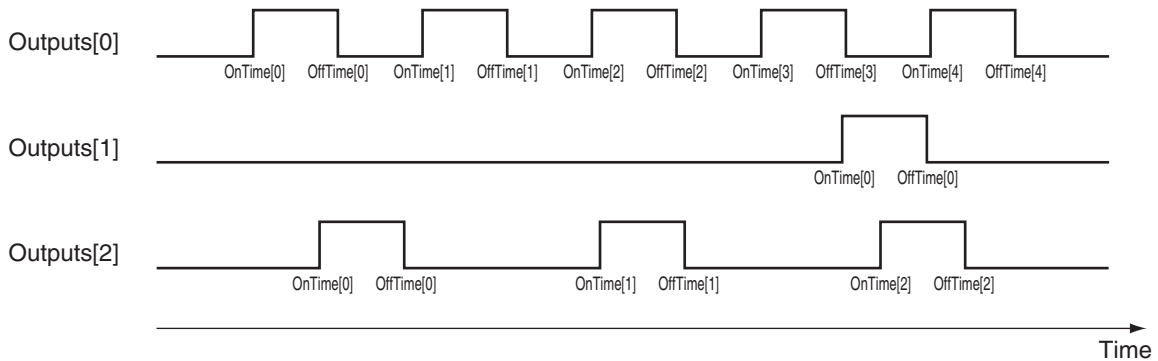 Outputs[0]
OnTime[0] OffTime[0] OnTime[1] OffTime[1] OnTime[2] OffTime[2] OnTime[3] OffTime[3] OnTime[4] OffTime[4]
Outputs[1]
OnTime[0] OffTime[0]
Outputs[2]
OnTime[0] OffTime[0] OnTime[1] OffTime[1] OnTime[2] OffTime[2]
Time